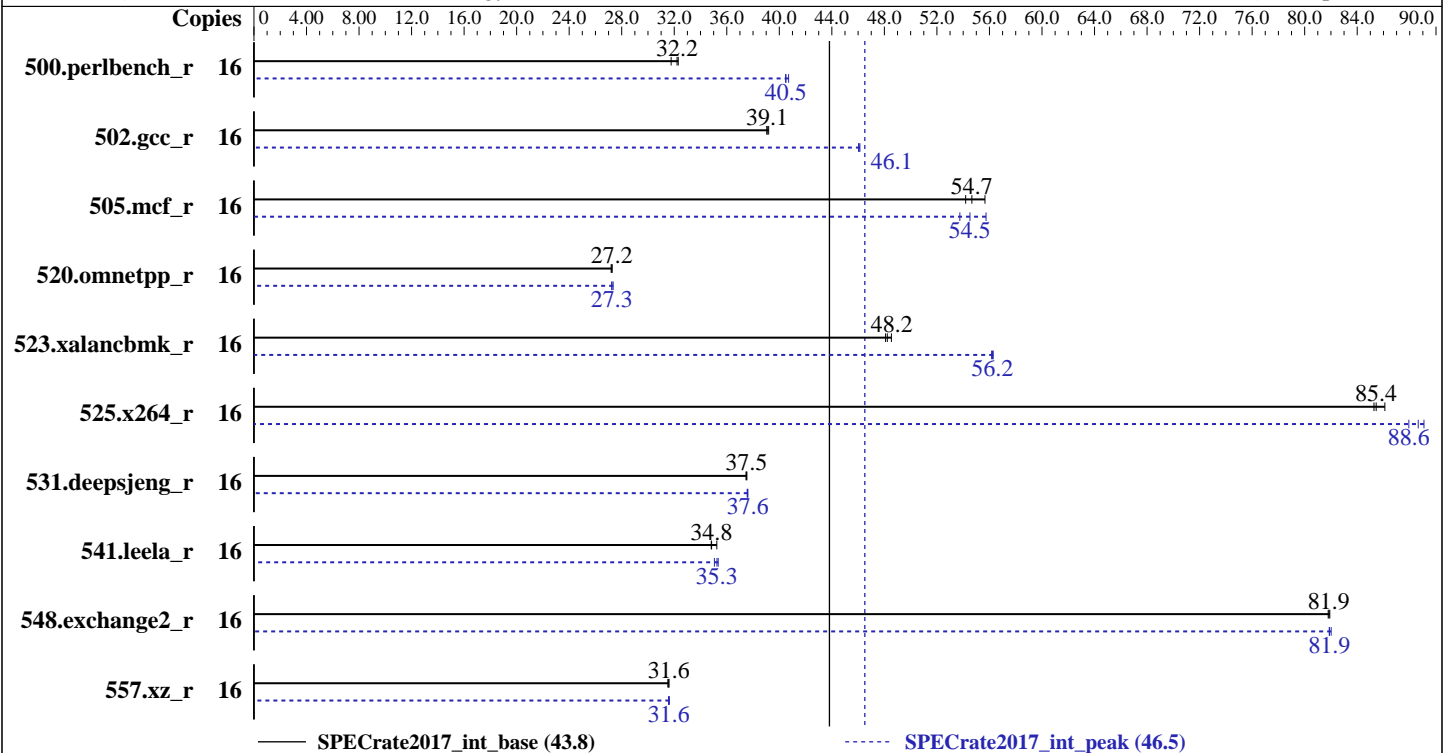 Copies 0 4.00 8.00 12.0 16.0 20.0 24.0 28.0 32.0 36.0 40.0 44.0 48.0 52.0 56.0 60.0 64.0 68.0 72.0 76.0 80.0 84.0 90.0
32.2
500.perlbench_r 16
40.5
39.1
502.gcc_r 16
46.1
54.7
505.mcf_r 16
54.5
27.2
520.omnetpp_r 16
27.3
48.2
523.xalancbmk_r 16
56.2
85.4
525.x264_r 16
88.6
37.5
531.deepsjeng_r 16
37.6
34.8
541.leela_r 16
35.3
81.9
548.exchange2_r 16
81.9
31.6
557.xz_r 16
31.6
SPECrate2017_int_base (43.8) SPECrate2017_int_peak (46.5)